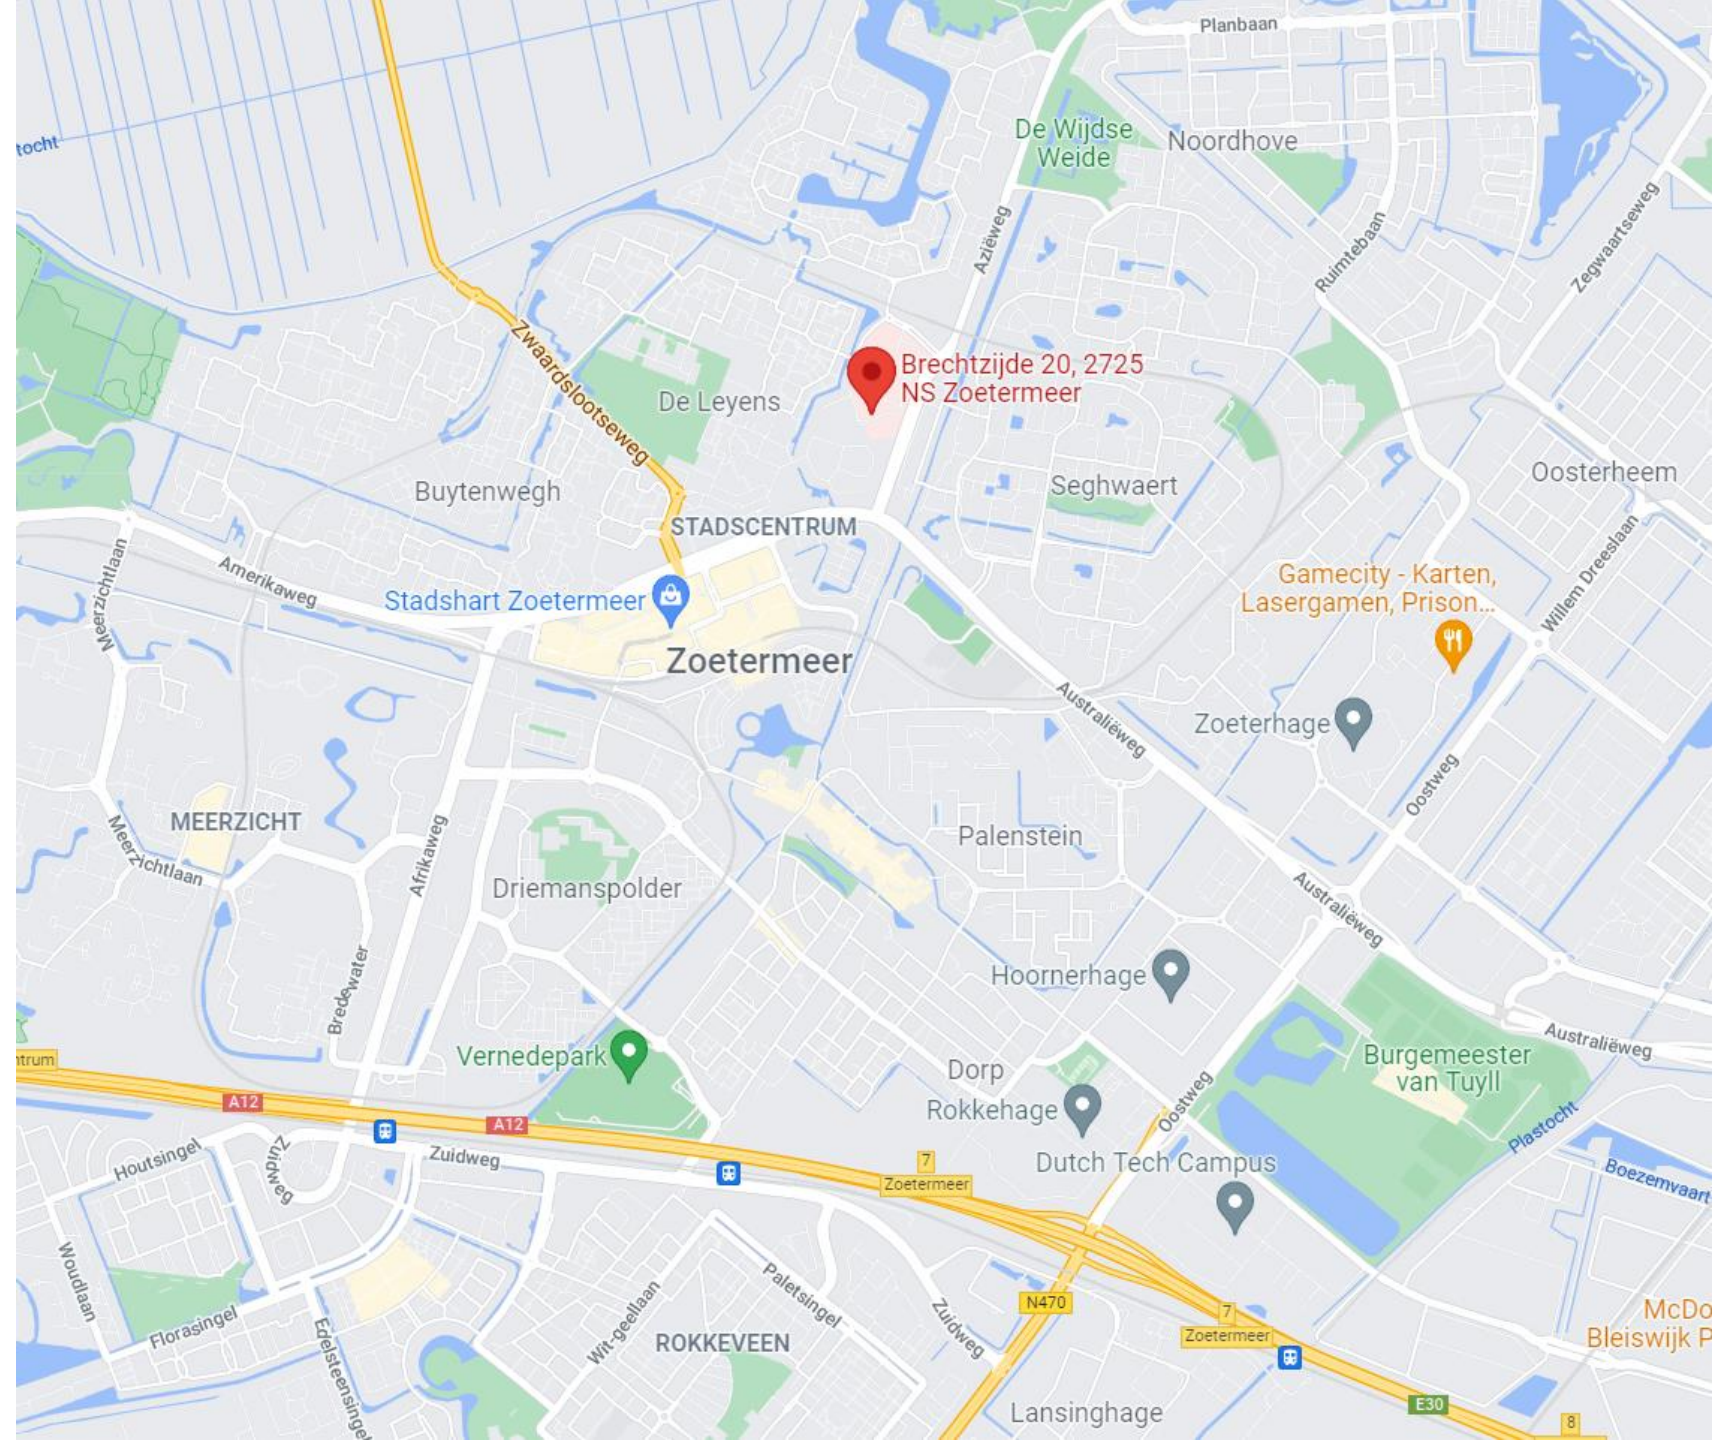 Planbaan
De Wijdse
Weide
Noordhove
tocht
Aziëweg
Ruimtebaan
Zegwaartseweg
Zwaardslootseweg
Brechtzijde 20, 2725
NS Zoetermeer
De Leyens
Buytenwegh
Seghwaert
Oosterheem
STADSCENTRUM
Meerzichtlaan
Amerikaweg
Stadshart Zoetermeer
Gamecity - Karten,
Lasergamen, Prison...
Willem Dreeslaan
Zoetermeer
Australiëweg
Zoeterhage
Oostweg
MEERZICHT
Meerzichtlaan
Afrikaweg
Palenstein
Driemanspolder
Australiëweg
Bredewater
Hoornerhage
Australiëweg
Vernedepark
Dorp
Burgemeester
van Tuyll
ntrum
A12
A12
Rokkehage
Oostweg
Plastocht
Houtsingel
Zuidweg
Zuidweg
7
Zoetermeer
Dutch Tech Campus
Boezemvaart
Woudlaan
Florasingel
Edelsteensingel
Wit-geellaan
Paletsingel
ROKKEVEEN
Zuidweg
N470
7
Zoetermeer
McDo
Bleiswijk P
Lansinghage
E30
8